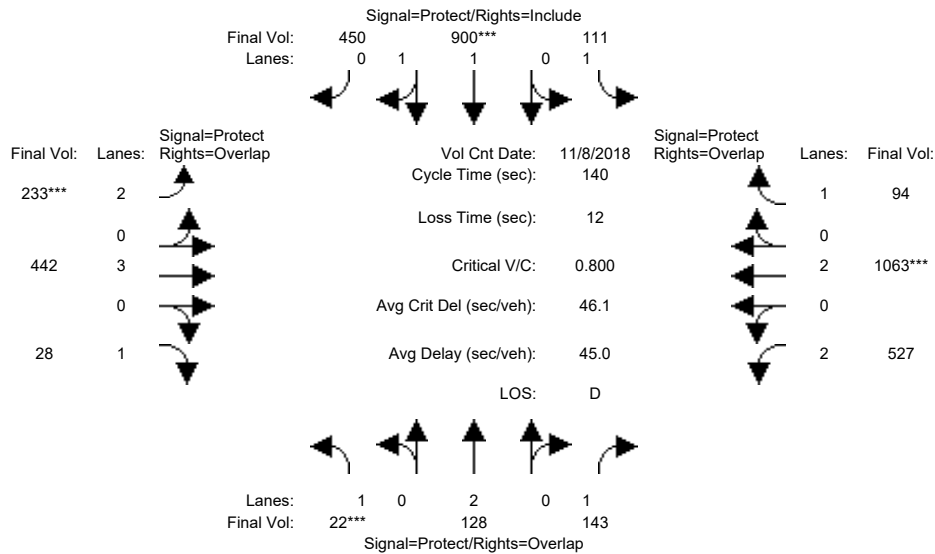 Signal=Protect/Rights=Include
Final Vol: 450 900*** 111
Lanes: 0 1 1 0 1
Signal=Protect Signal=Protect
Final Vol: Lanes: Rights=Overlap Vol Cnt Date: 11/8/2018 Rights=Overlap Lanes: Final Vol:
Cycle Time (sec): 140
233*** 2 1 94
Loss Time (sec): 12
0 0
442 3 Critical V/C: 0.800 2 1063***
0 Avg Crit Del (sec/veh): 46.1 0
28 1 Avg Delay (sec/veh): 45.0 2 527
LOS: D
Lanes: 1 0 2 0 1
Final Vol: 22*** 128 143
Signal=Protect/Rights=Overlap